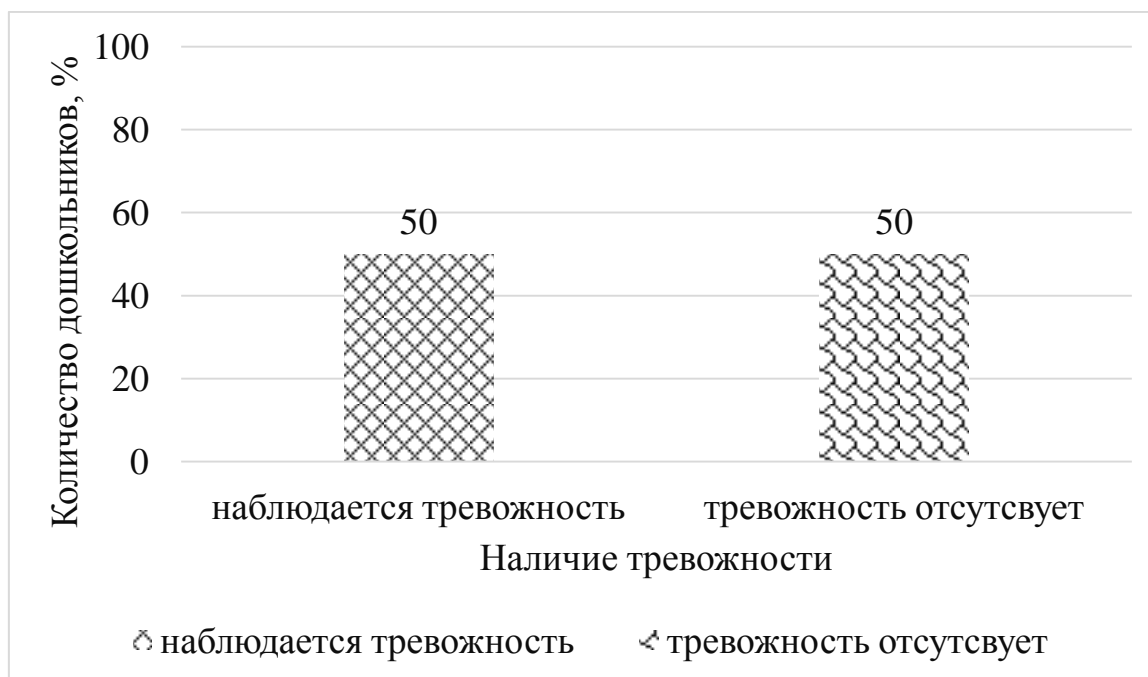 Количество дошкольников, %
100
80
60
40
20
0
50
50
наблюдается тревожность
тревожность отсутсвует
Наличие тревожности
наблюдается тревожность
тревожность отсутсвует